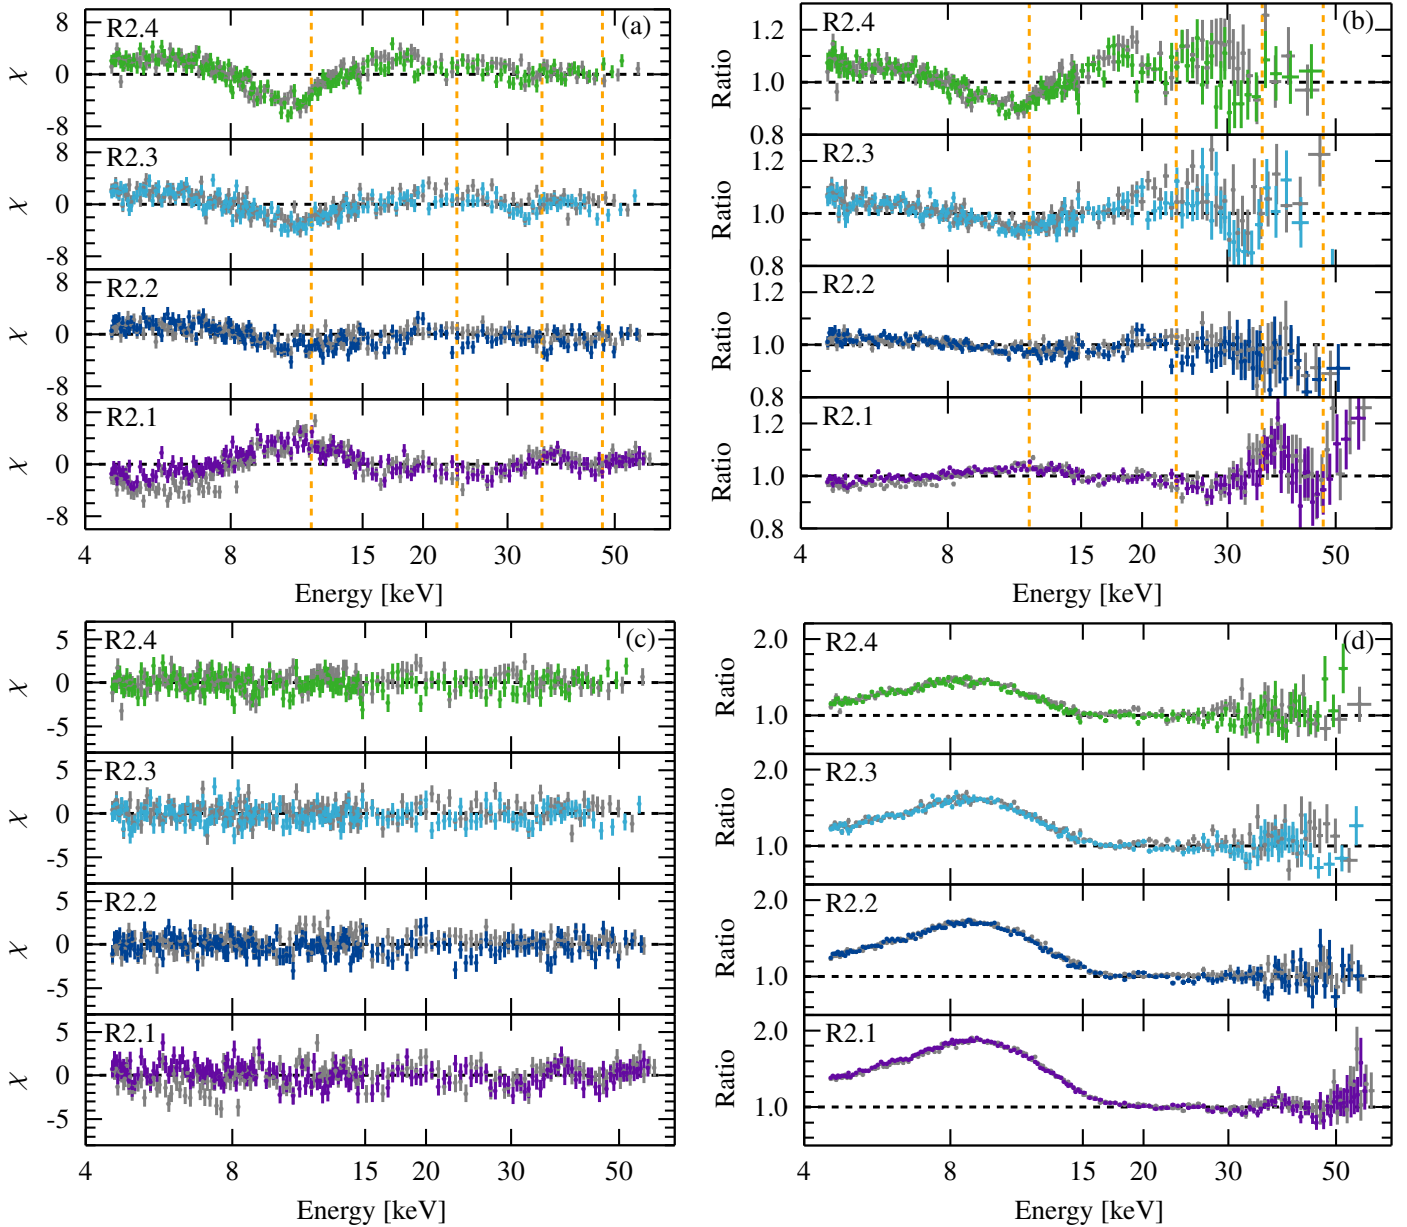 8
0
-8
χ
R2.4
(a)
8
0
-8
χ
R2.3
8
0
-8
χ
R2.2
8
0
-8
χ
R2.1
4 8 15 20 30 50
Energy [keV]
1.2
1.0
0.8
Ratio
R2.4
(b)
1.2
1.0
0.8
Ratio
R2.3
1.2
1.0
0.8
Ratio
R2.2
1.2
1.0
0.8
Ratio
R2.1
4 8 15 20 30 50
Energy [keV]
5
0
-5
χ
R2.4
(c)
5
0
-5
χ
R2.3
5
0
-5
χ
R2.2
5
0
-5
χ
R2.1
4 8 15 20 30 50
Energy [keV]
2.0
1.0
Ratio
R2.4
(d)
2.0
1.0
Ratio
R2.3
2.0
1.0
Ratio
R2.2
2.0
1.0
Ratio
R2.1
4 8 15 20 30 50
Energy [keV]